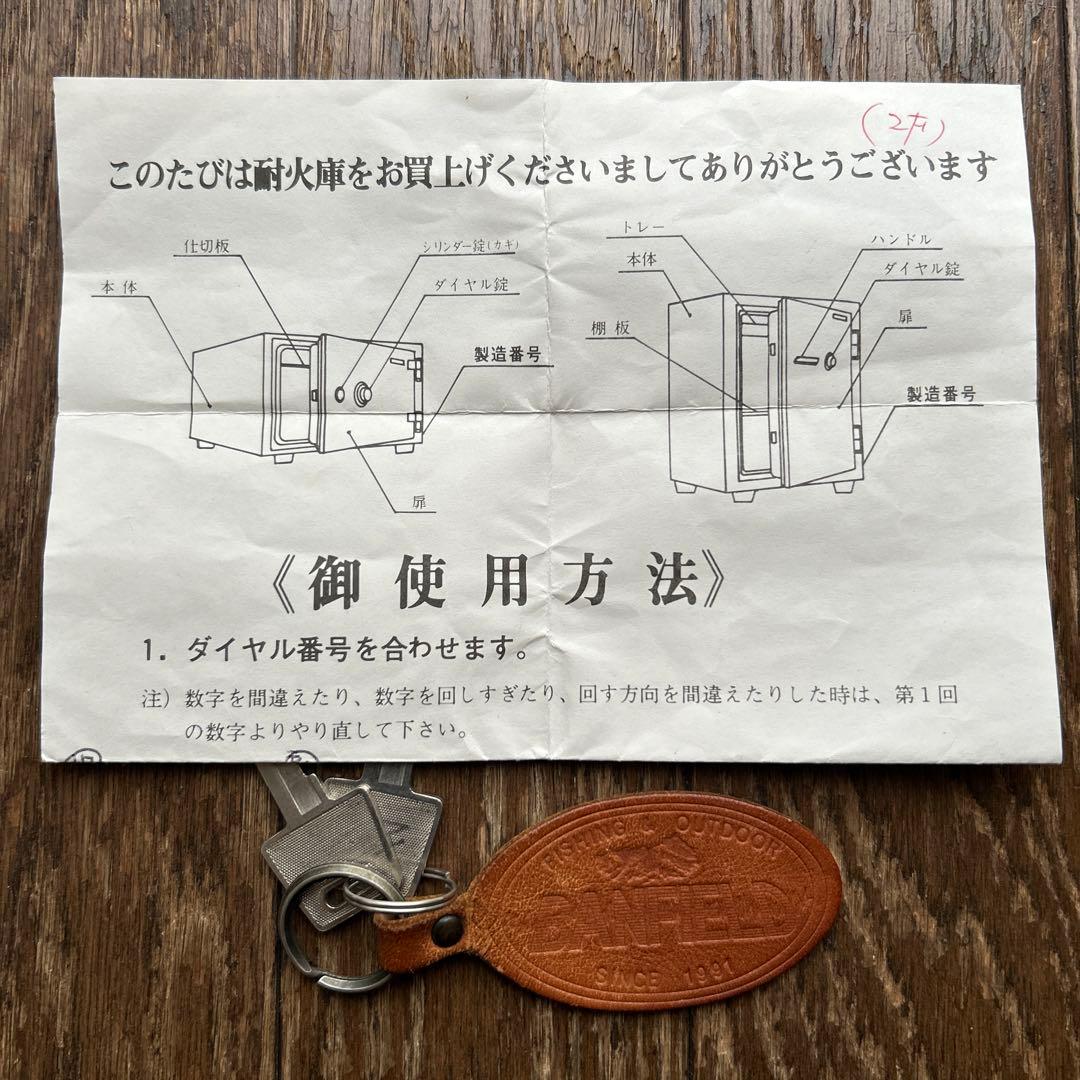 このたびは耐火庫をお買上げくださいましてありがとうございます
仕切板
シリンダー錠(カギ)
ダイヤル錠
本体
製造番号
扉
トレー
本体
ハンドル
ダイヤル錠
棚板
扉
製造番号
《御使用方法》
1. ダイヤル番号を合わせます。
注) 数字を間違えたり、数字を回しすぎたり、回す方向を間違えたりした時は、第1回
の数字よりやり直して下さい。
FISHING & OUTDOOR
BANFIELD
SINCE 1991